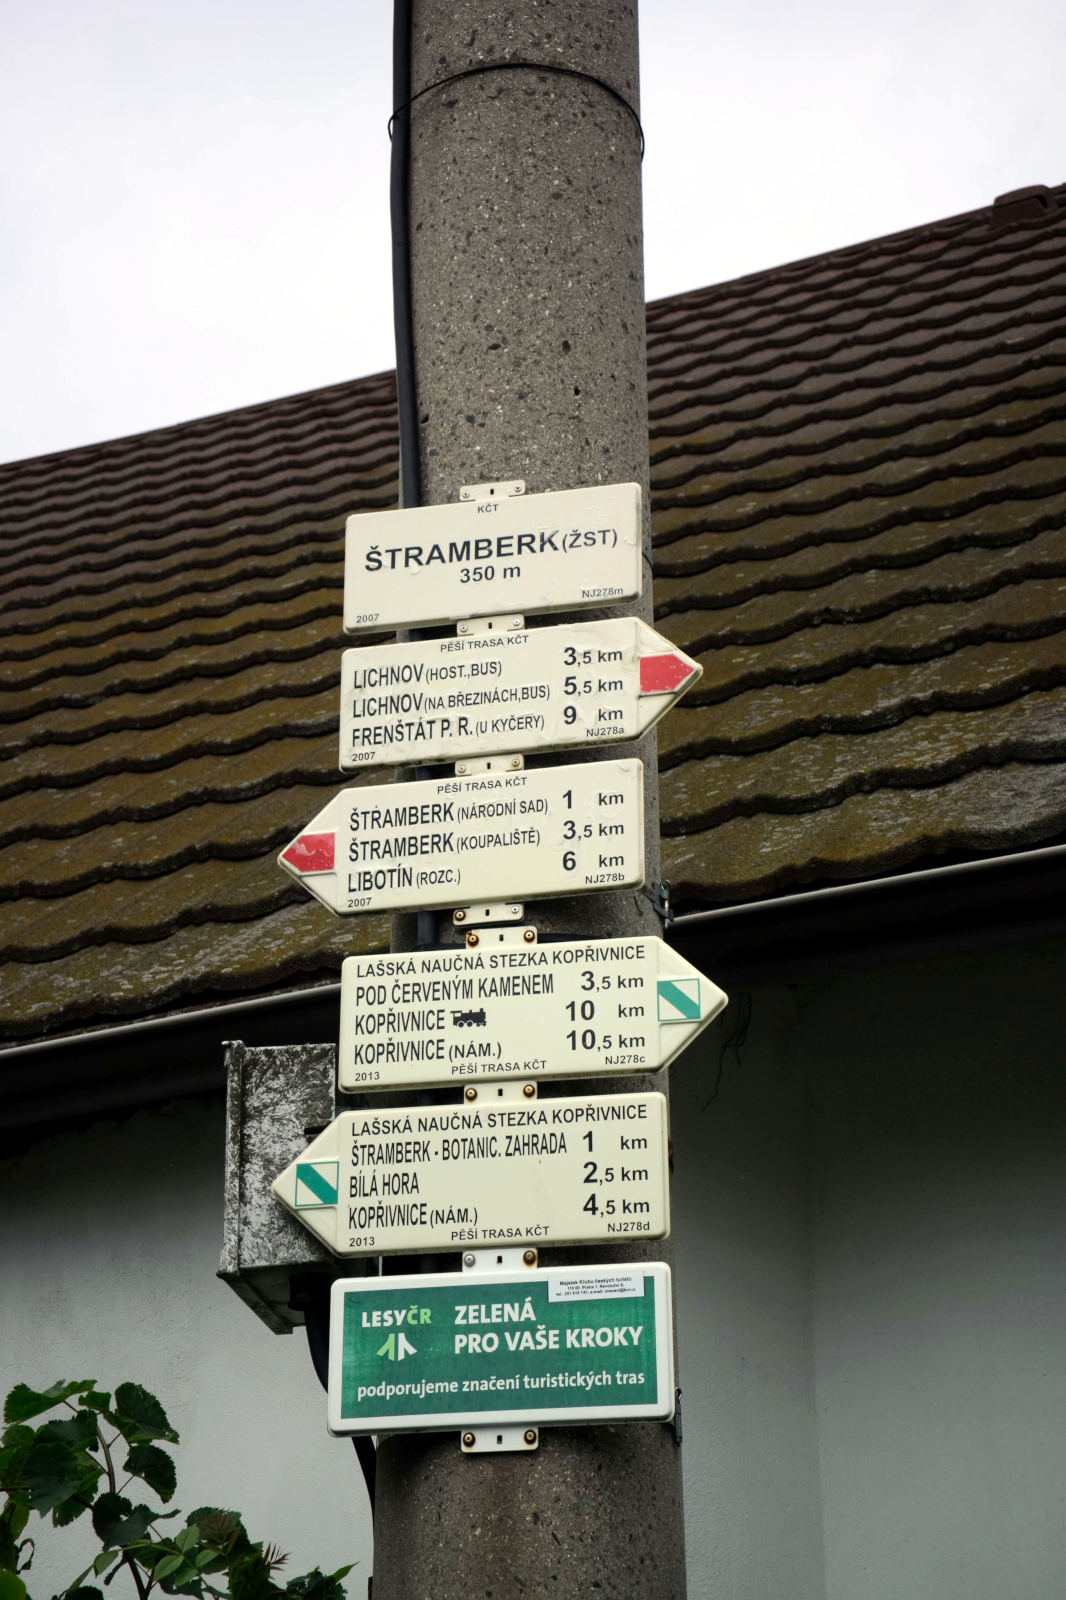 KČT
ŠTRAMBERK (ŽST)
350 m
2007 NJ278m
PĚŠÍ TRASA KČT
LICHNOV (HOST.,BUS) 3,5 km
LICHNOV (NA BŘEZINÁCH,BUS) 5,5 km
FRENŠTÁT P. R. (U KYČERY) 9 km
2007 NJ278a
PĚŠÍ TRASA KČT
ŠTRAMBERK (NÁRODNÍ SAD) 1 km
ŠTRAMBERK (KOUPALIŠTĚ) 3,5 km
LIBOTÍN (ROZC.) 6 km
2007 NJ278b
LAŠSKÁ NAUČNÁ STEZKA KOPŘIVNICE
POD ČERVENÝM KAMENEM 3,5 km
KOPŘIVNICE 10 km
KOPŘIVNICE (NÁM.) 10,5 km
2013 PĚŠÍ TRASA KČT NJ278c
LAŠSKÁ NAUČNÁ STEZKA KOPŘIVNICE
ŠTRAMBERK - BOTANIC. ZAHRADA 1 km
BÍLÁ HORA 2,5 km
KOPŘIVNICE (NÁM.) 4,5 km
2013 PĚŠÍ TRASA KČT NJ278d
Majetek Klubu českých turistů
LESYČR ZELENÁ
PRO VAŠE KROKY
podporujeme značení turistických tras